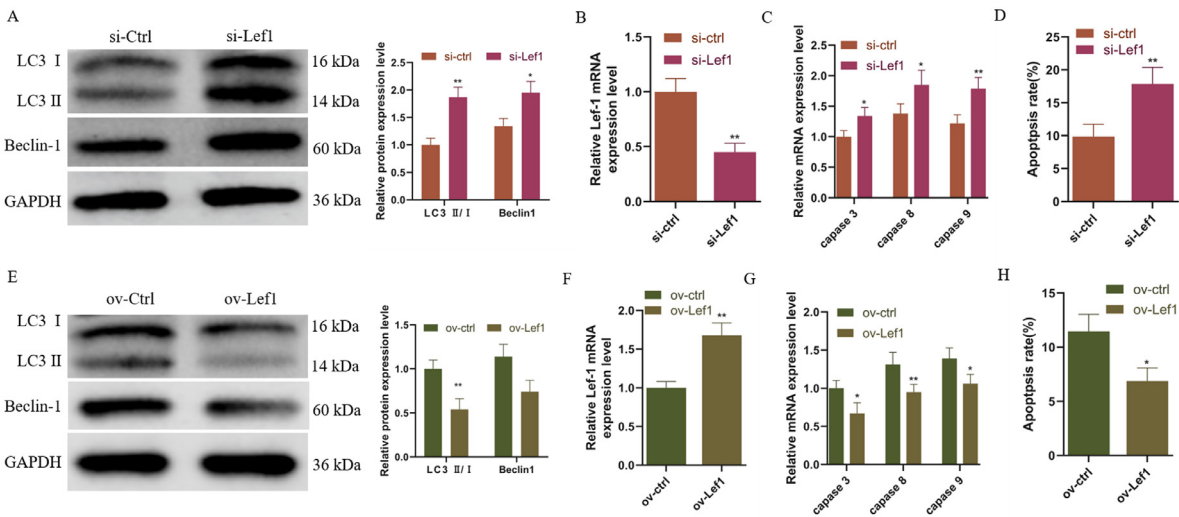 A
si-Ctrl si-Lef1
LC3 I
16 kDa
LC3 II
14 kDa
Beclin-1
60 kDa
GAPDH
36 kDa
Relative protein expression level
2.5
2.0
1.5
1.0
0.5
0.0
si-ctrl si-Lef1
**
*
LC3 II/ I Beclin1
B
Relative Lef-1 mRNA
expression level
1.5
1.0
0.5
0.0
si-ctrl
si-Lef1
**
si-ctrl
si-Lef1
C
Relative mRNA expression level
2.5
2.0
1.5
1.0
0.5
0.0
si-ctrl
si-Lef1
*
*
**
capase 3
capase 8
capase 9
D
Apoptpsis rate(%)
25
20
15
10
5
0
si-ctrl
si-Lef1
**
si-ctrl
si-Lef1
E
ov-Ctrl ov-Lef1
LC3 I
16 kDa
LC3 II
14 kDa
Beclin-1
60 kDa
GAPDH
36 kDa
Relative protein expression levle
1.5
1.0
0.5
0.0
ov-ctrl ov-Lef1
**
LC3 II/ I Beclin1
F
Relative Lef-1 mRNA
expression level
2.0
1.5
1.0
0.5
0.0
ov-ctrl
ov-Lef1
**
ov-ctrl
ov-Lef1
G
Relative mRNA expression level
2.0
1.5
1.0
0.5
0.0
ov-ctrl
ov-Lef1
*
**
*
capase 3
capase 8
capase 9
H
Apoptpsis rate(%)
15
10
5
0
ov-ctrl
ov-Lef1
*
ov-ctrl
ov-Lef1